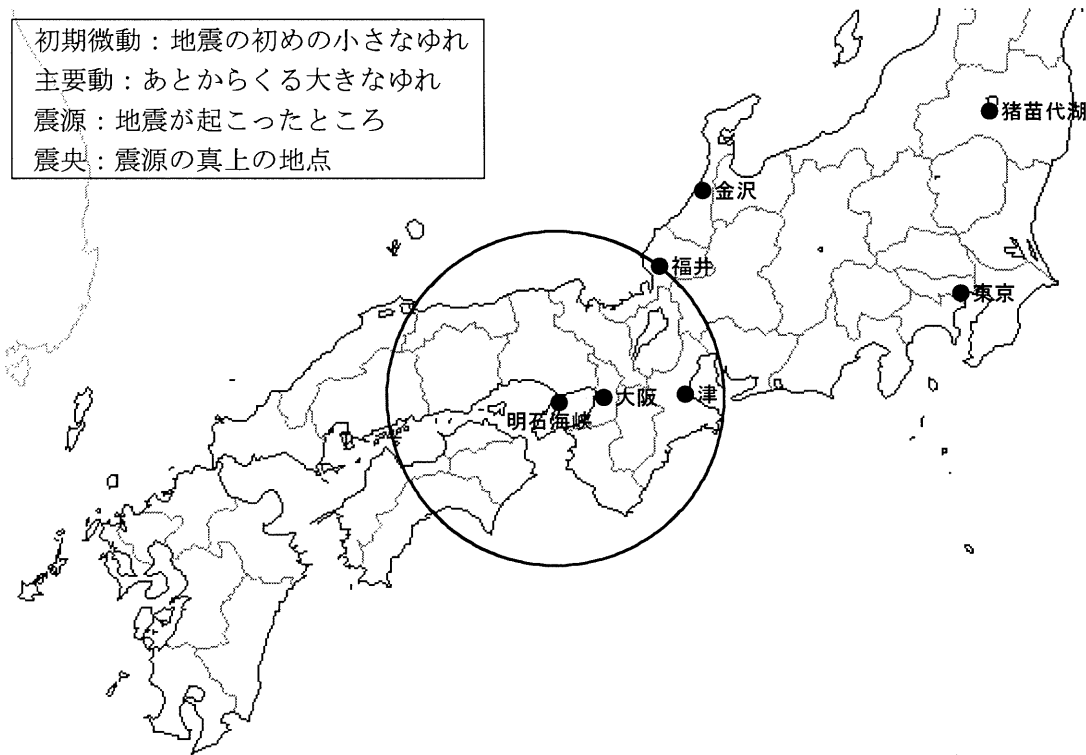 初期微動：地震の初めの小さなゆれ
主要動：あとからくる大きなゆれ
震源：地震が起こったところ
震央：震源の真上の地点
猪苗代湖
金沢
福井
東京
大阪
津
明石海峡